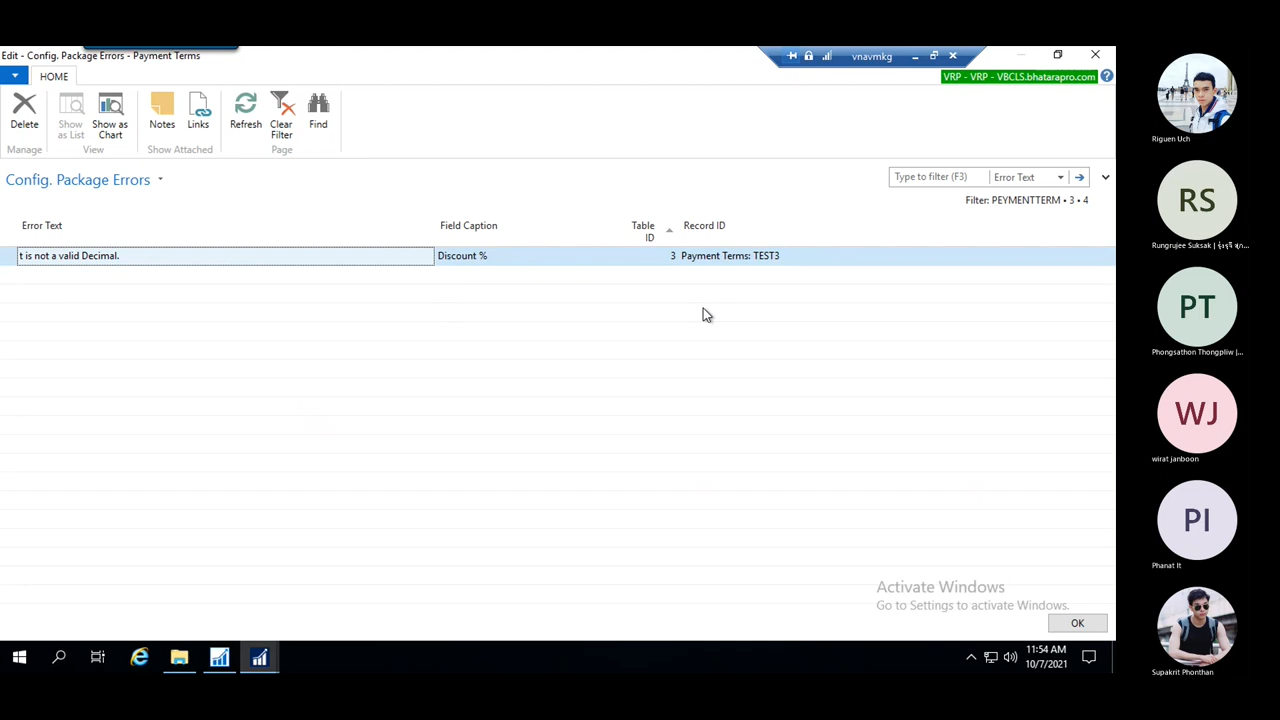 Edit - Config. Package Errors - Payment Terms
vnavmkg
HOME
VRP - VRP - VBCLS.bhatarapro.com
Delete
Show as List
Show as Chart
Notes
Links
Refresh
Clear Filter
Find
Manage
View
Show Attached
Page
Config. Package Errors
Type to filter (F3)
Error Text
Filter: PEYMENTTERM • 3 • 4
Error Text
Field Caption
Table ID
Record ID
t is not a valid Decimal.
Discount %
3
Payment Terms: TEST3
Activate Windows
Go to Settings to activate Windows.
OK
11:54 AM
10/7/2021
Riguen Uch
RS
Rungrujee Suksak |
PT
Phongsathon Thongpliw |...
WJ
wirat janboon
PI
Phanat It
Supakrit Phonthan